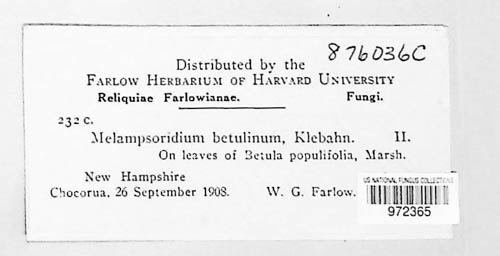 876036C
Distributed by the
FARLOW HERBARIUM OF HARVARD UNIVERSITY
Reliquiae Farlowianae. Fungi.
232 c.
Melampsoridium betulinum, Klebahn. II.
On leaves of Betula populifolia, Marsh.
New Hampshire
Chocorua, 26 September 1908. W. G. Farlow.
US NATIONAL FUNGUS COLLECTIONS
972365